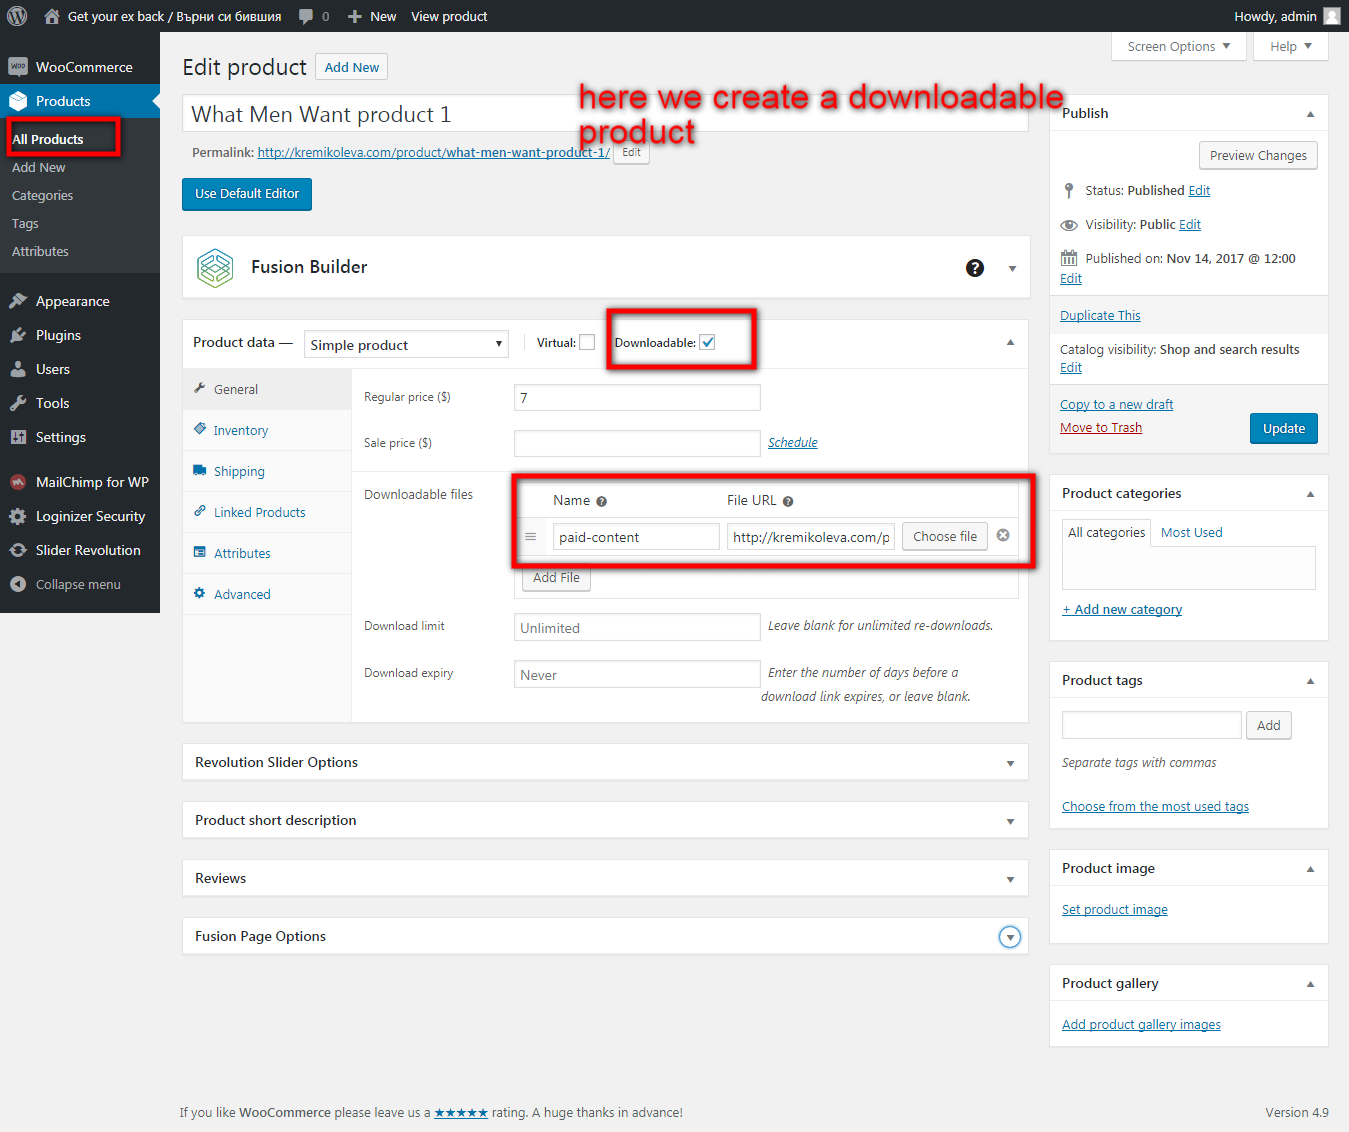 Get your ex back / Върни си бившия 0 New View product Howdy, admin
Screen Options Help
WooCommerce
Products
All Products
Add New
Categories
Tags
Attributes
Appearance
Plugins
Users
Tools
Settings
MailChimp for WP
Loginizer Security
Slider Revolution
Collapse menu
Edit product Add New
here we create a downloadable
product
What Men Want product 1
Permalink: http://kremikoleva.com/product/what-men-want-product-1/ Edit
Use Default Editor
Fusion Builder
Product data — Simple product Virtual: Downloadable:
General
Inventory
Shipping
Linked Products
Attributes
Advanced
Regular price ($) 7
Sale price ($) Schedule
Downloadable files
Name File URL
paid-content http://kremikoleva.com/p Choose file
Add File
Download limit Unlimited Leave blank for unlimited re-downloads.
Download expiry Never Enter the number of days before a
download link expires, or leave blank.
Revolution Slider Options
Product short description
Reviews
Fusion Page Options
Publish
Preview Changes
Status: Published Edit
Visibility: Public Edit
Published on: Nov 14, 2017 @ 12:00
Edit
Duplicate This
Catalog visibility: Shop and search results
Edit
Copy to a new draft
Move to Trash
Update
Product categories
All categories Most Used
+ Add new category
Product tags
Add
Separate tags with commas
Choose from the most used tags
Product image
Set product image
Product gallery
Add product gallery images
If you like WooCommerce please leave us a ★★★★★ rating. A huge thanks in advance!
Version 4.9